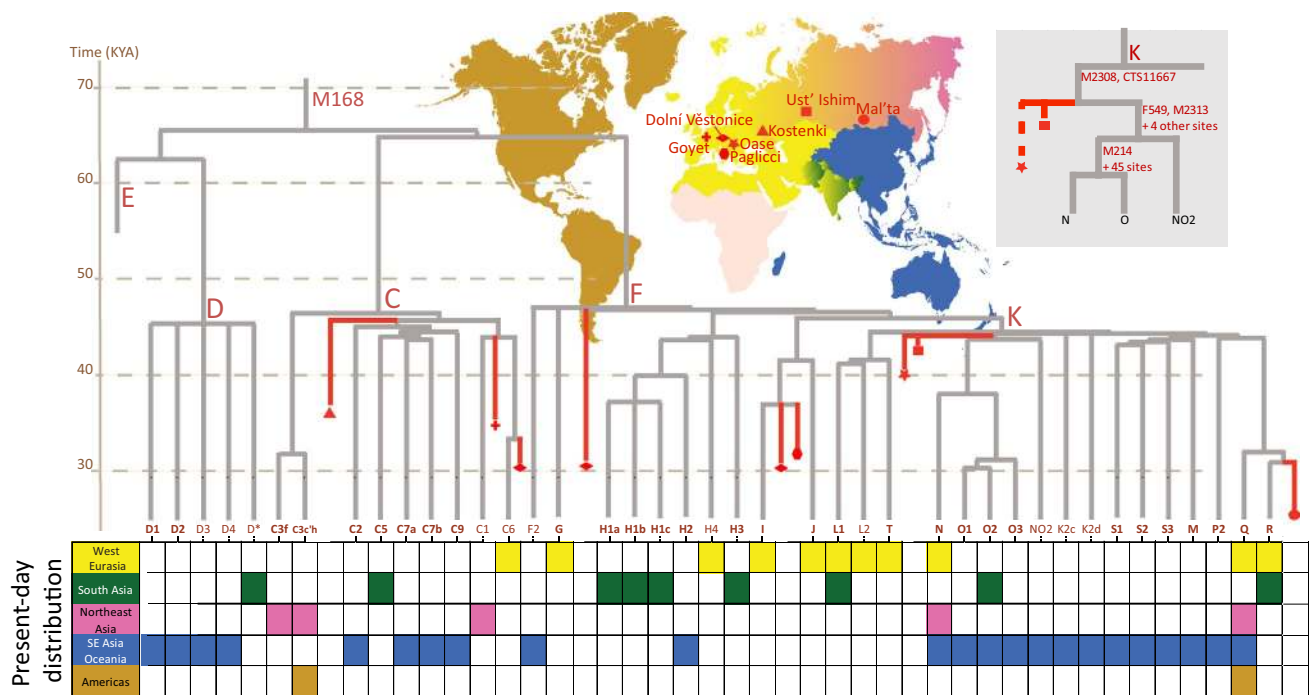 Time (KYA)
70
60
50
40
30
M168
E
D
C
F
K
Ust' Ishim
Mal'ta
Dolní Věstonice
Kostenki
Goyet
Oase
Paglicci
K
M2308, CTS11667
F549, M2313
+ 4 other sites
M214
+ 45 sites
N O NO2
D1 D2 D3 D4 D* C3f C3c'h C2 C5 C7a C7b C9 C1 C6 F2 G H1a H1b H1c H2 H4 H3 I J L1 L2 T N O1 O2 O3 NO2 K2c K2d S1 S2 S3 M P2 Q R
Present-day
distribution
West
Eurasia
South Asia
Northeast
Asia
SE Asia
Oceania
Americas